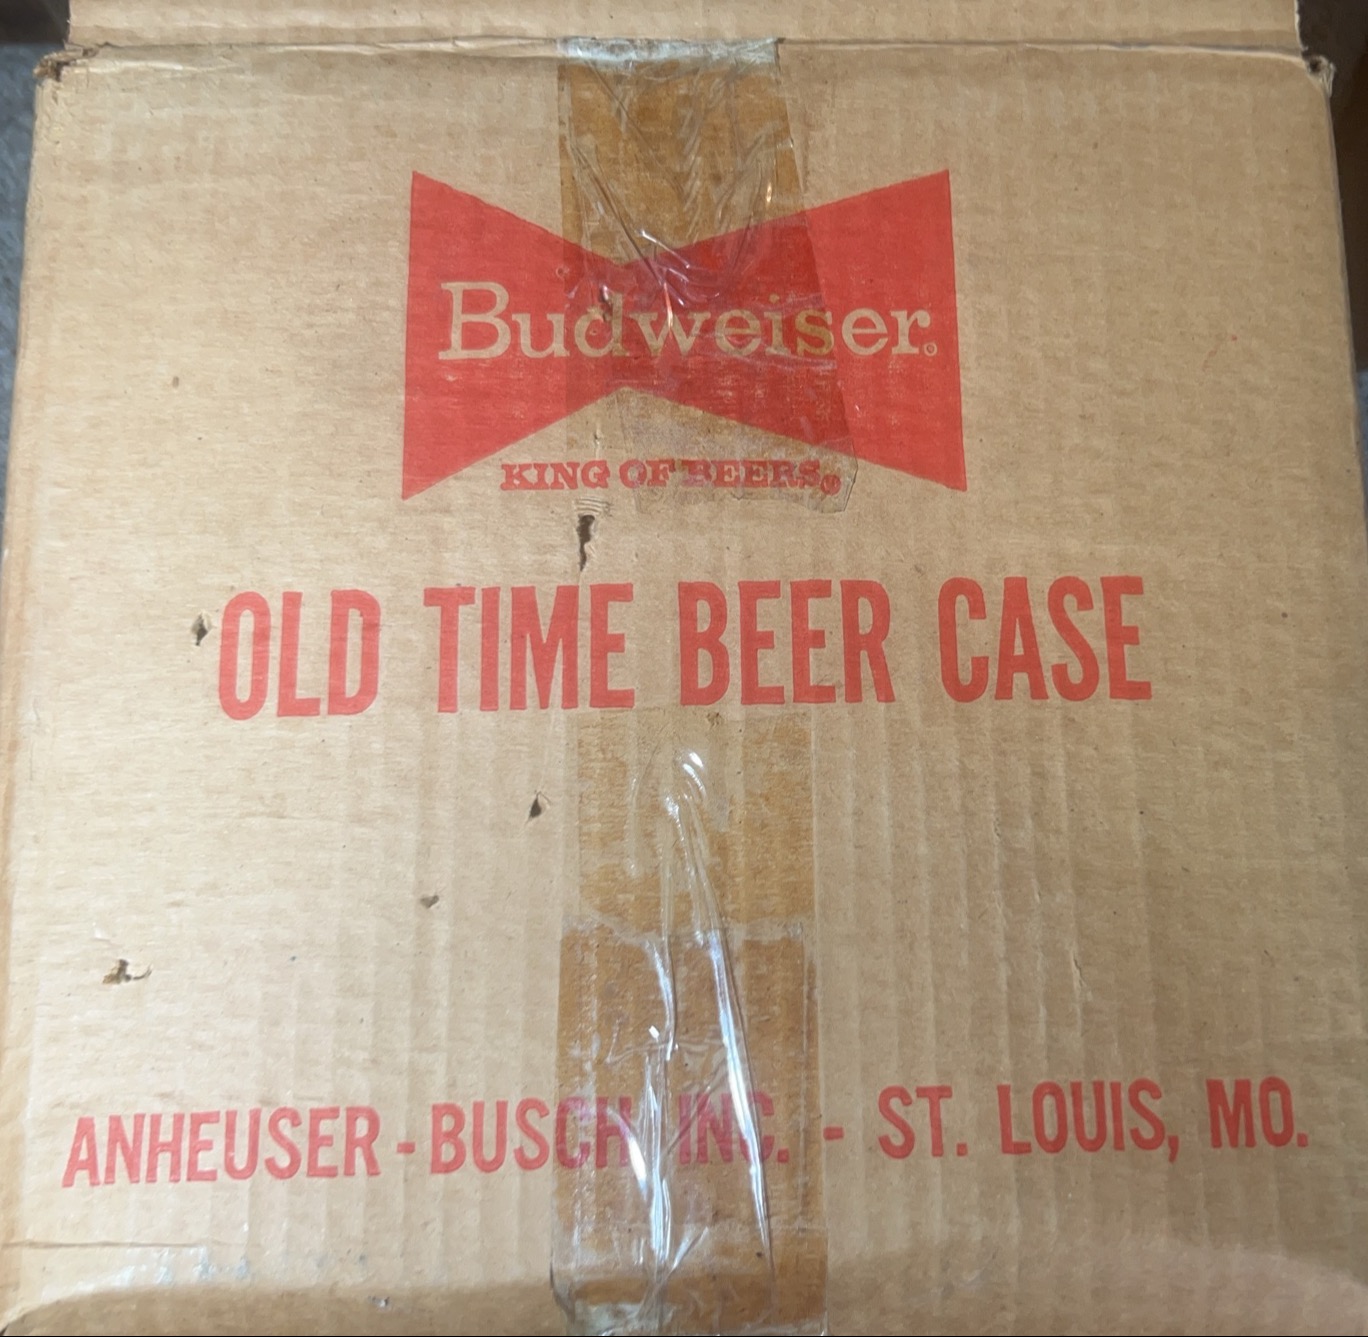 Budweiser®
KING OF BEERS®
OLD TIME BEER CASE
ANHEUSER - BUSCH, INC. - ST. LOUIS, MO.